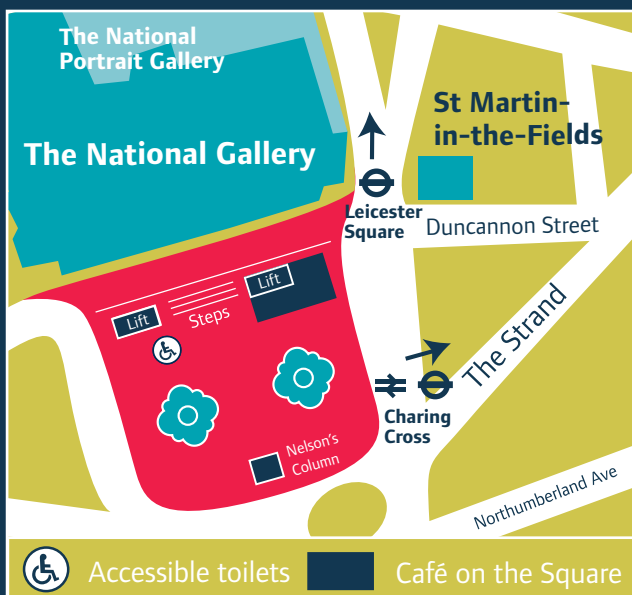 The National
Portrait Gallery
The National Gallery
St Martin-
in-the-Fields
Leicester
Square
Duncannon Street
Lift
Lift
Steps
The Strand
Charing
Cross
Nelson's
Column
Northumberland Ave
Accessible toilets
Café on the Square